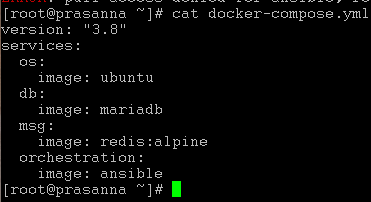 [root@prasanna ~]# cat docker-compose.yml
version: "3.8"
services:
  os:
    image: ubuntu
  db:
    image: mariadb
  msg:
    image: redis:alpine
  orchestration:
    image: ansible
[root@prasanna ~]#